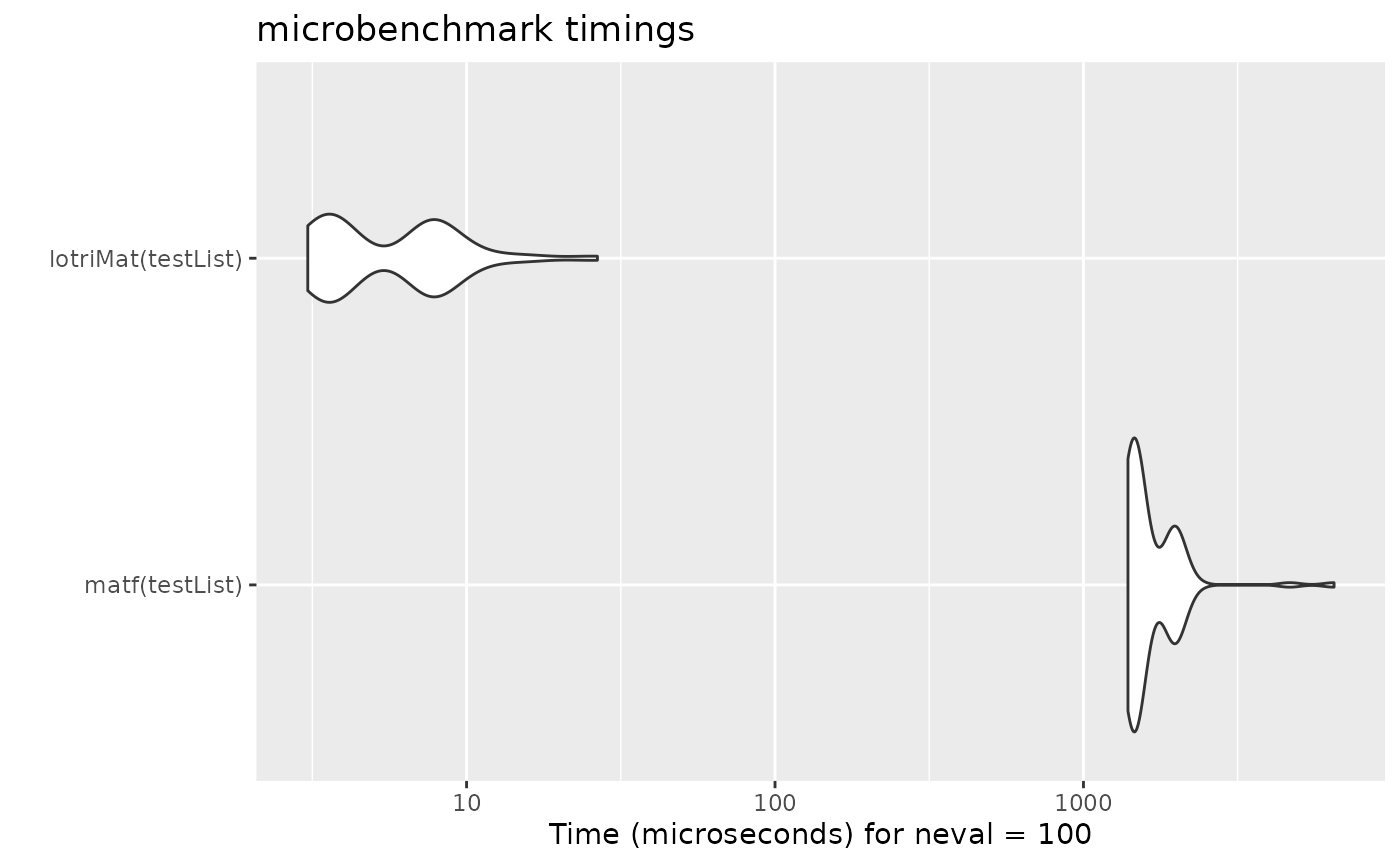 microbenchmark timings
lotriMat(testList)
matf(testList)
10
100
1000
Time (microseconds) for neval = 100